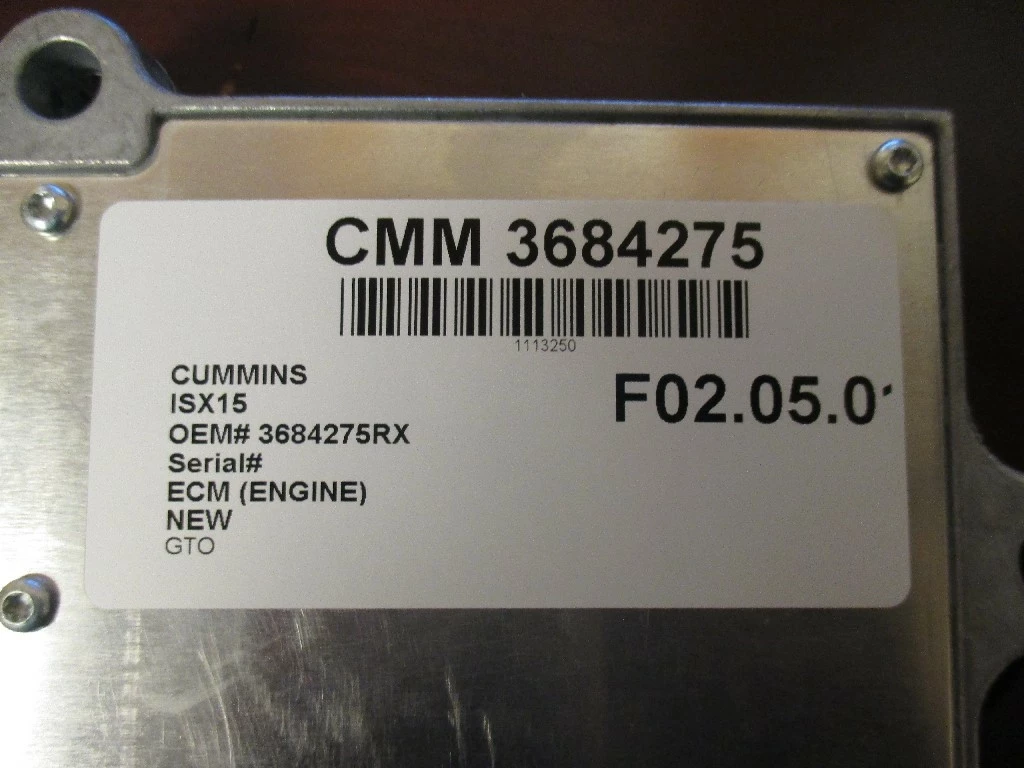 CMM 3684275
1113250
CUMMINS
ISX15
OEM# 3684275RX
Serial#
ECM (ENGINE)
NEW
GTO
F02.05.0